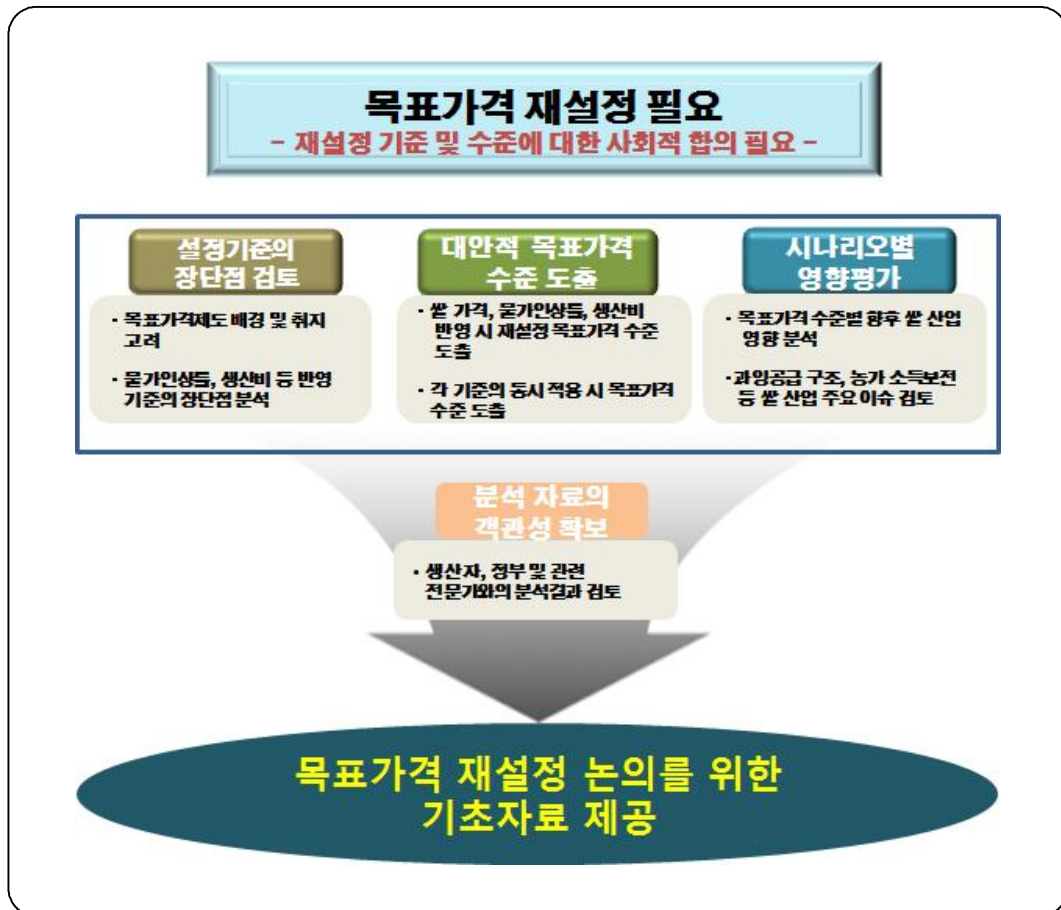 목표가격 재설정 필요
- 재설정 기준 및 수준에 대한 사회적 합의 필요 -
설정기준의
장단점 검토
· 목표가격제도 배경 및 취지
고려
· 물가인상률, 생산비 등 반영
기준의 장단점 분석
대안적 목표가격
수준 도출
· 쌀 가격, 물가인상률, 생산비
반영 시 재설정 목표가격 수준
도출
· 각 기준의 동시 적용 시 목표가격
수준 도출
시나리오별
영향평가
· 목표가격 수준별 향후 쌀 산업
영향 분석
· 과잉공급 구조, 농가 소득보전
등 쌀 산업 주요 이슈 검토
분석 자료의
객관성 확보
· 생산자, 정부 및 관련
전문가와의 분석결과 검토
목표가격 재설정 논의를 위한
기초자료 제공